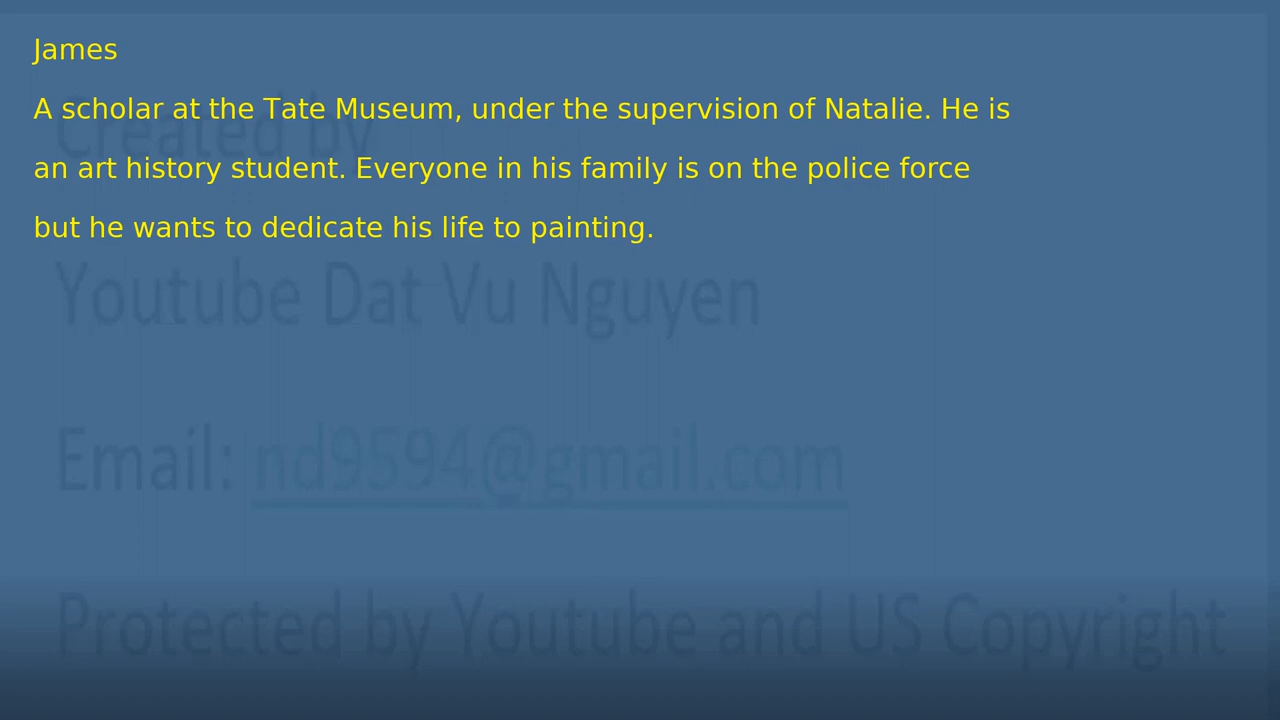 James
A scholar at the Tate Museum, under the supervision of Natalie. He is
Created by
an art history student. Everyone in his family is on the police force
but he wants to dedicate his life to painting.
Youtube Dat Vu Nguyen
Email: nd9594@gmail.com
Protected by Youtube and US Copyright